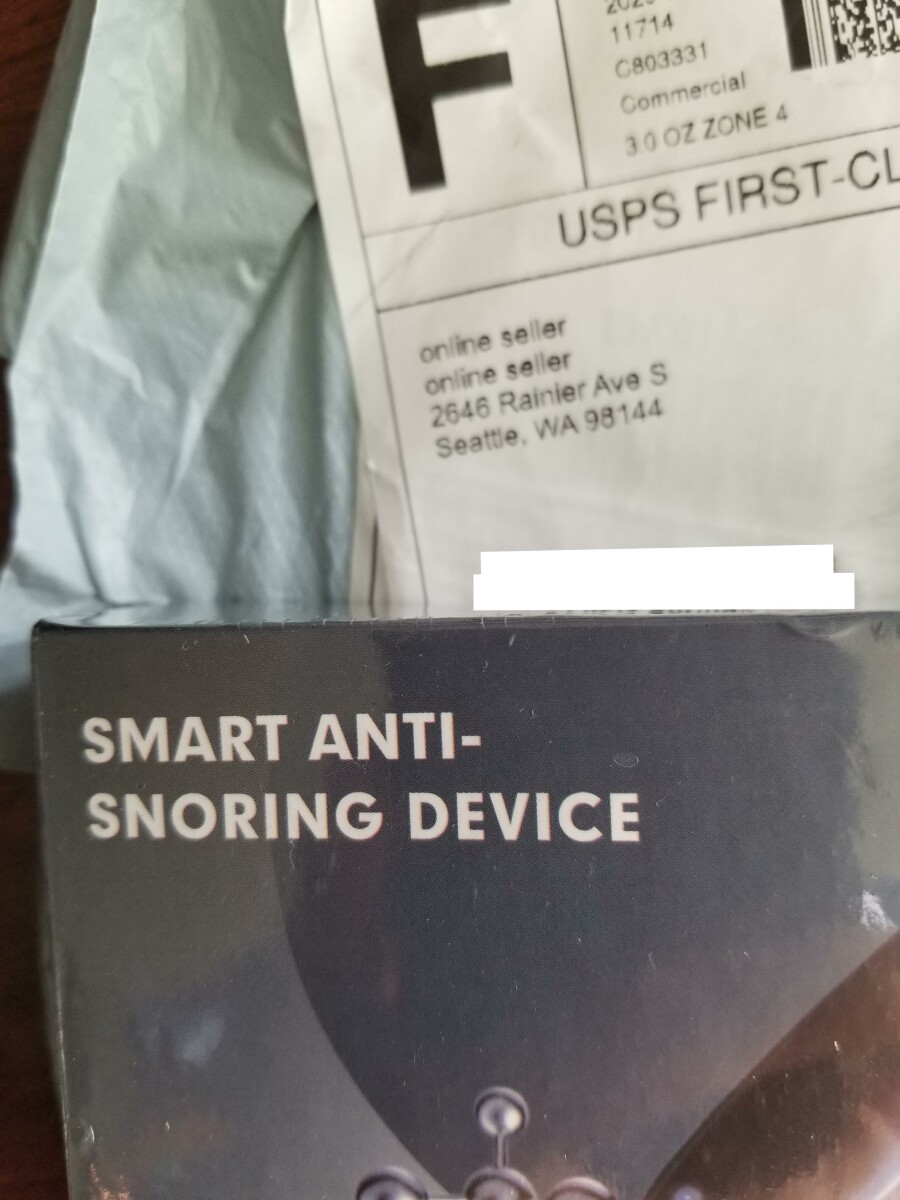 F
11714
C803331
Commercial
3.0 OZ ZONE 4
USPS FIRST-CL
online seller
online seller
2646 Rainier Ave S
Seattle, WA 98144
SMART ANTI-
SNORING DEVICE